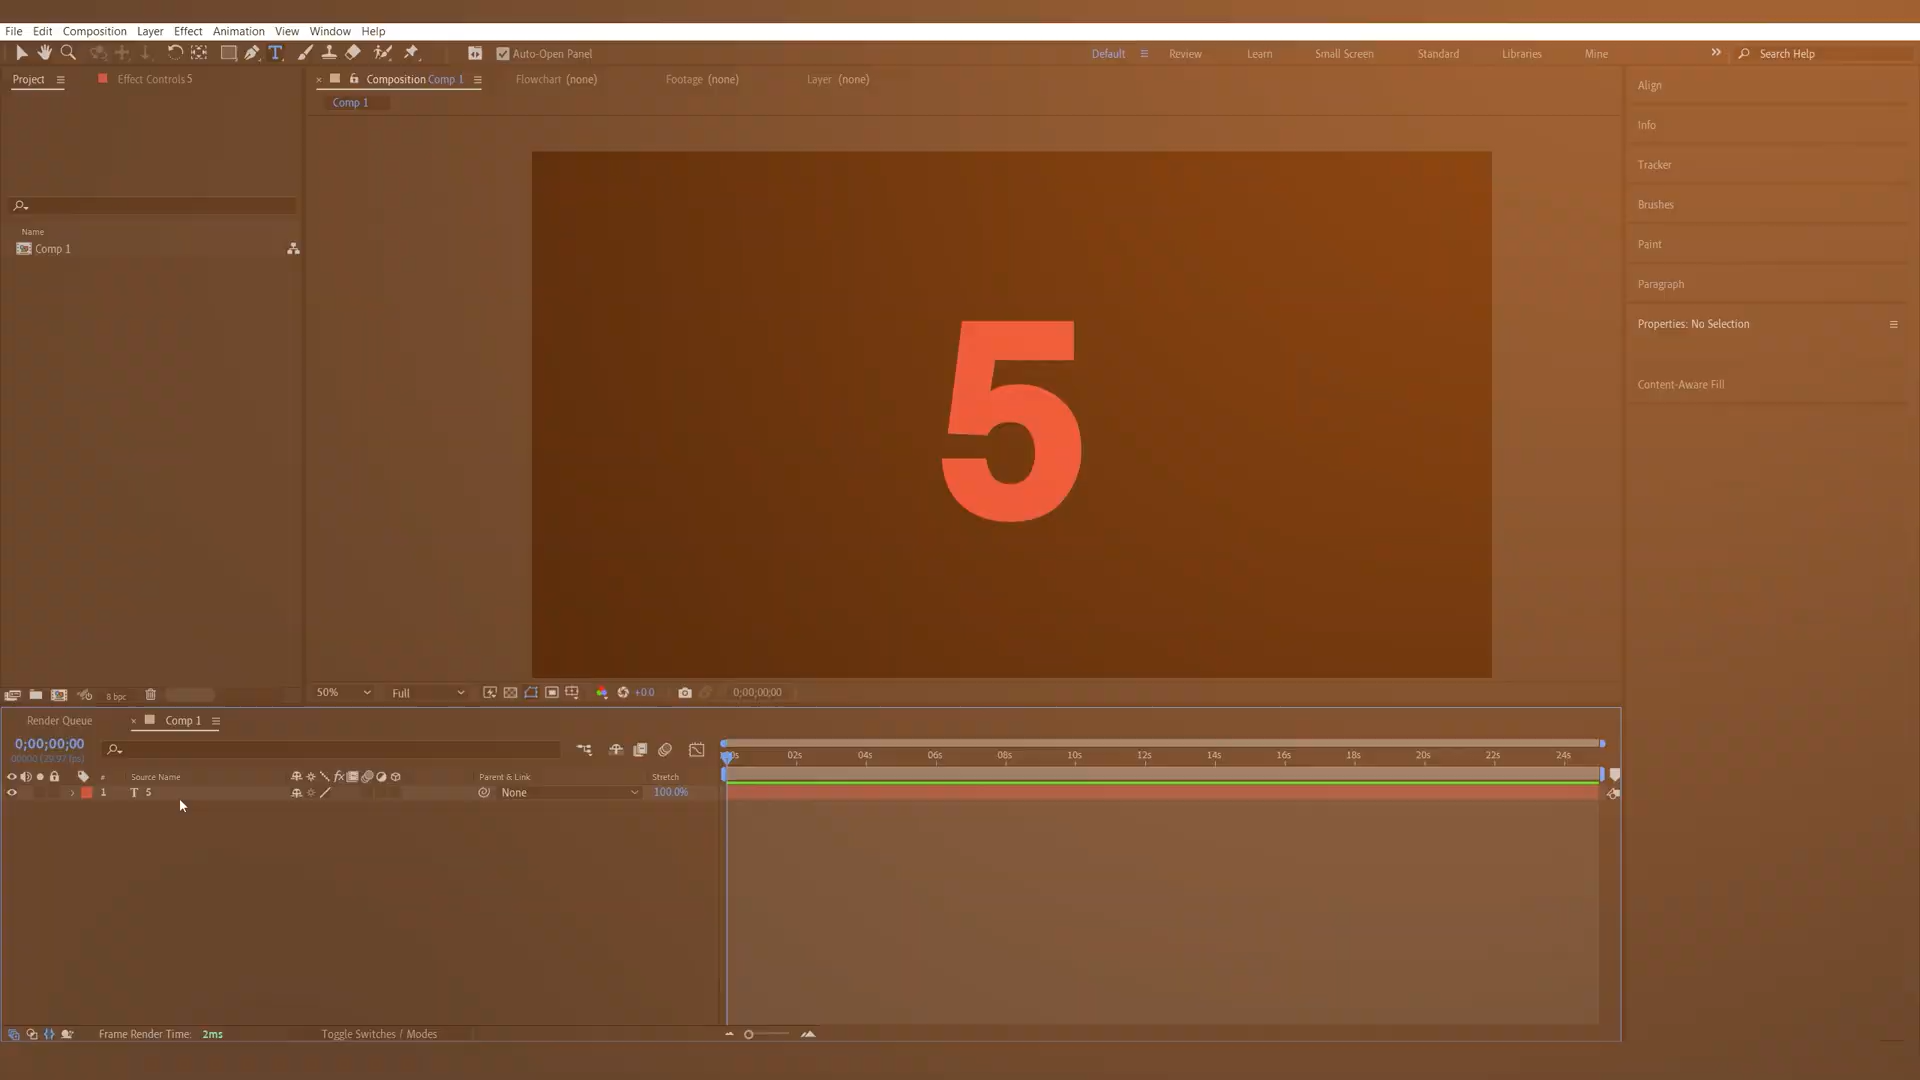 File Edit Composition Layer Effect Animation View Window Help
Auto-Open Panel Default Review Learn Small Screen Standard Libraries Mine Search Help
Project Effect Controls 5 Composition Comp 1 Flowchart (none) Footage (none) Layer (none)
Comp 1
Align
Info
Tracker
Brushes
Paint
Paragraph
Properties: No Selection
Content-Aware Fill
Name
Comp 1
5
8 bpc
50% Full +0.0 0;00;00;00
Render Queue Comp 1
0;00;00;00
00000 (29.97 fps)
02s 04s 06s 08s 10s 12s 14s 16s 18s 20s 22s 24s
# Source Name fx Parent & Link Stretch
1 T 5 None 100.0%
Frame Render Time: 2ms Toggle Switches / Modes